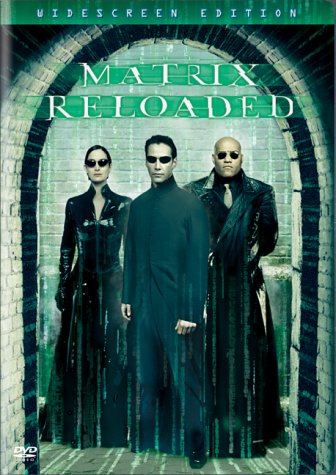 WIDESCREEN EDITION
MATRIX
RELOADED
DVD
VIDEO